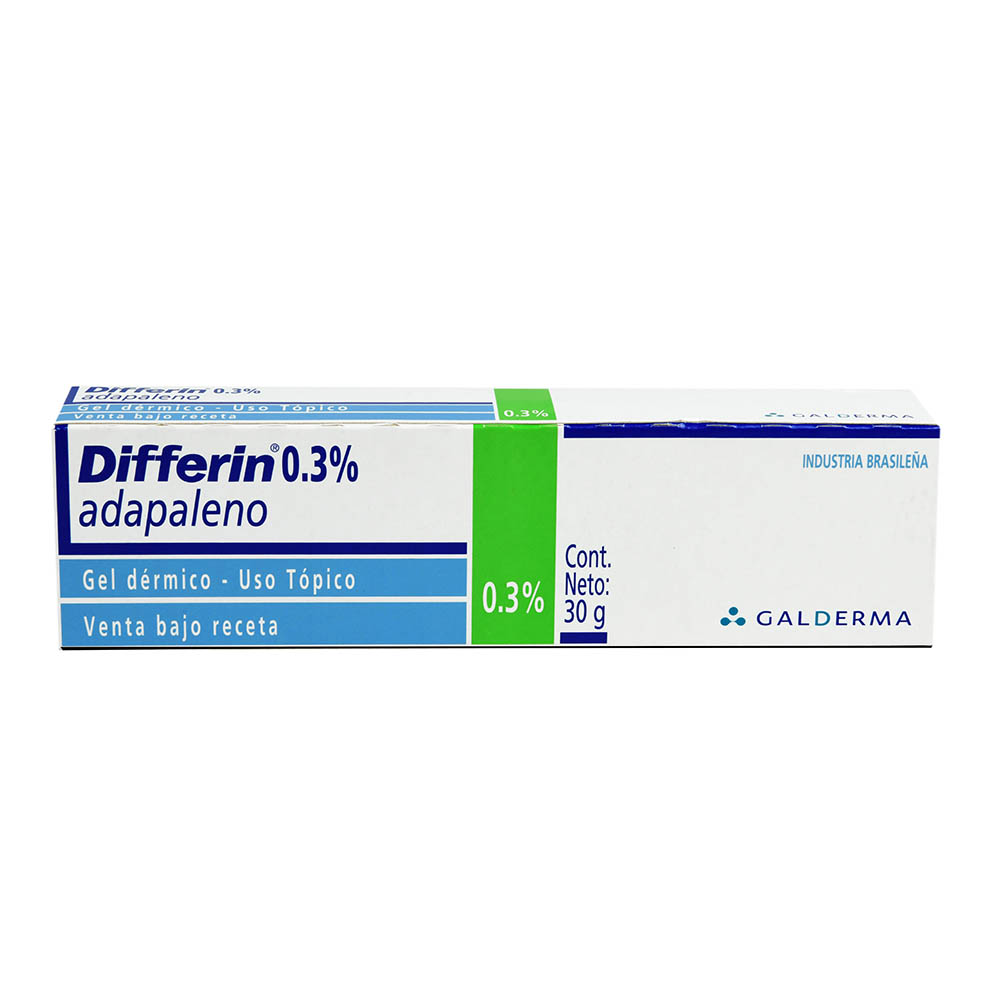 Differin 0.3%
adapaleno
Gel dérmico - Uso Tópico
Venta bajo receta
0.3%
GALDERMA
Differin® 0.3%
adapaleno
Gel dérmico - Uso Tópico
Venta bajo receta
0.3%
Cont.
Neto:
30 g
INDUSTRIA BRASILEÑA
GALDERMA